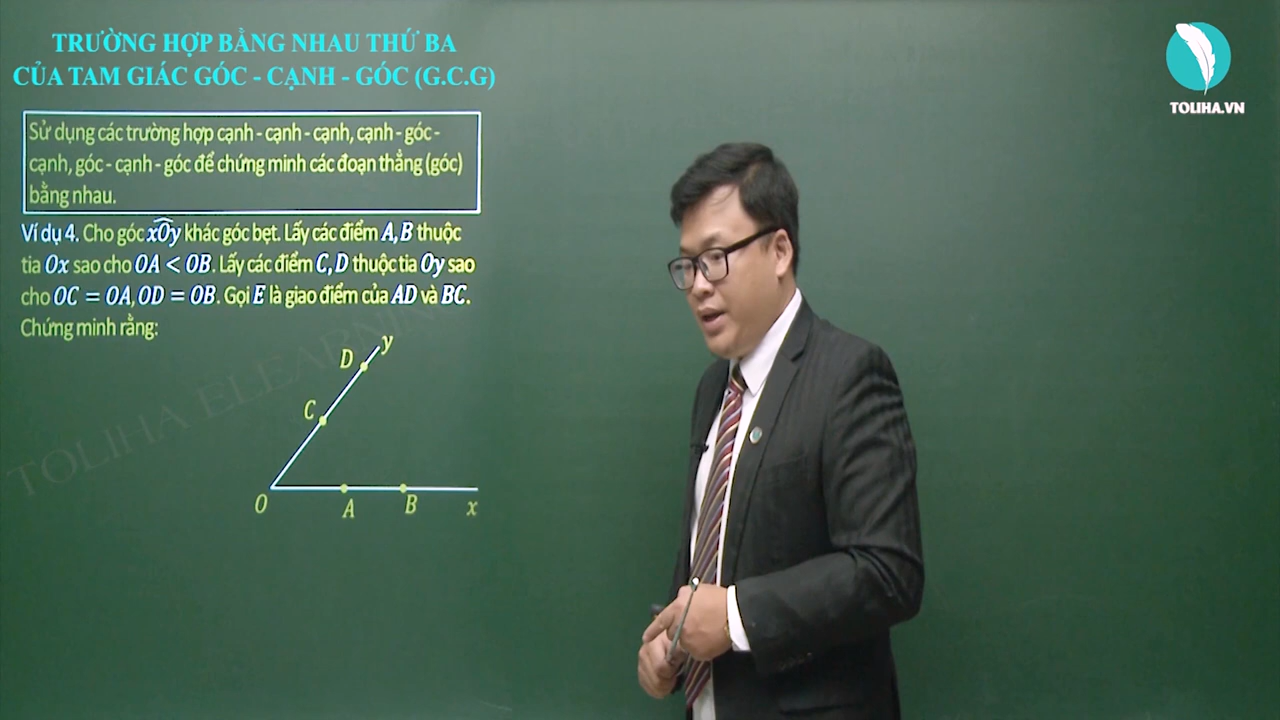 TRƯỜNG HỢP BẰNG NHAU THỨ BA
CỦA TAM GIÁC GÓC - CẠNH - GÓC (G.C.G)
TOLIHA.VN
Sử dụng các trường hợp cạnh - cạnh - cạnh, cạnh - góc -
cạnh, góc - cạnh - góc để chứng minh các đoạn thẳng (góc)
bằng nhau.
Ví dụ 4. Cho góc xOy khác góc bẹt. Lấy các điểm A, B thuộc
tia Ox sao cho OA < OB. Lấy các điểm C, D thuộc tia Oy sao
cho OC = OA, OD = OB. Gọi E là giao điểm của AD và BC.
Chứng minh rằng:
D y
C
O A B x
TOLIHA ELEARNING